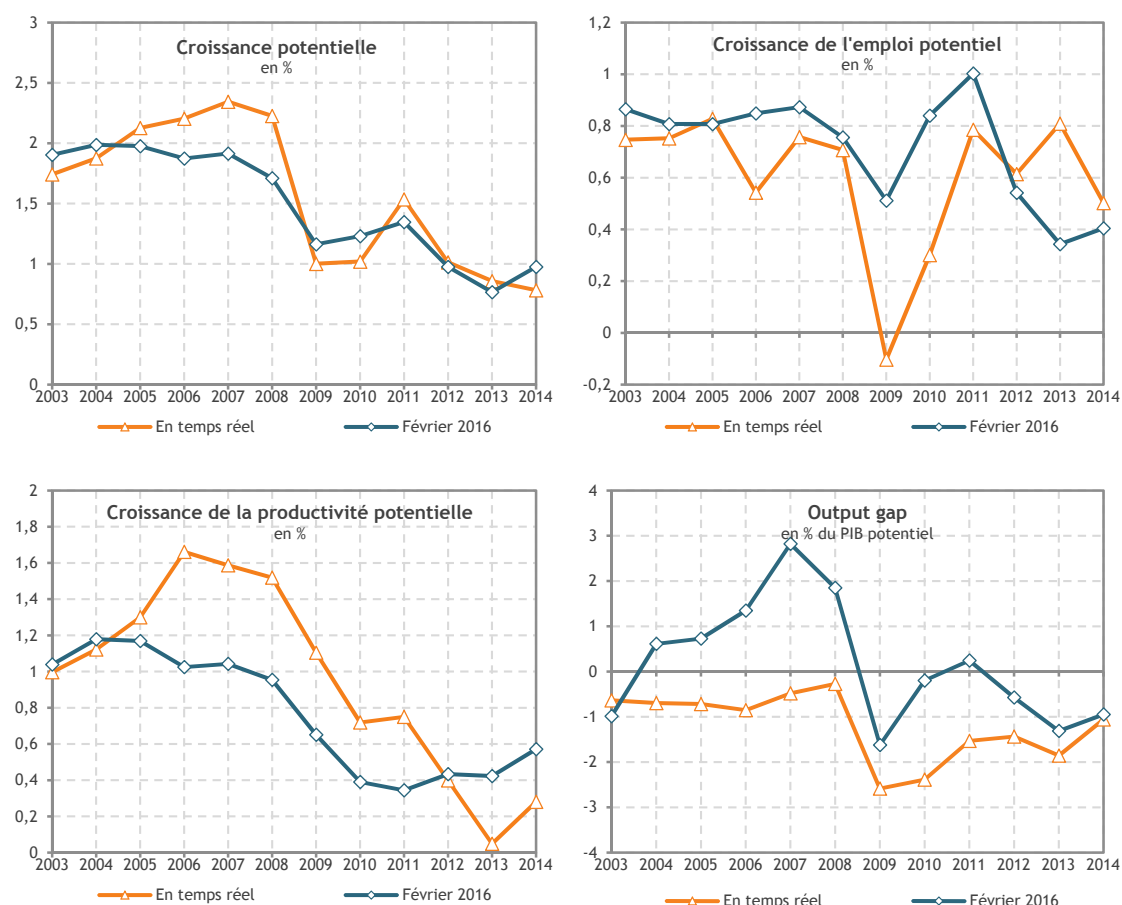 Croissance potentielle
en %
3
2,5
2
1,5
1
0,5
0
2003 2004 2005 2006 2007 2008 2009 2010 2011 2012 2013 2014
En temps réel Février 2016
Croissance de l'emploi potentiel
en %
1,2
1
0,8
0,6
0,4
0,2
0
-0,2
2003 2004 2005 2006 2007 2008 2009 2010 2011 2012 2013 2014
En temps réel Février 2016
Croissance de la productivité potentielle
en %
2
1,8
1,6
1,4
1,2
1
0,8
0,6
0,4
0,2
0
2003 2004 2005 2006 2007 2008 2009 2010 2011 2012 2013 2014
En temps réel Février 2016
Output gap
en % du PIB potentiel
4
3
2
1
0
-1
-2
-3
-4
2003 2004 2005 2006 2007 2008 2009 2010 2011 2012 2013 2014
En temps réel Février 2016